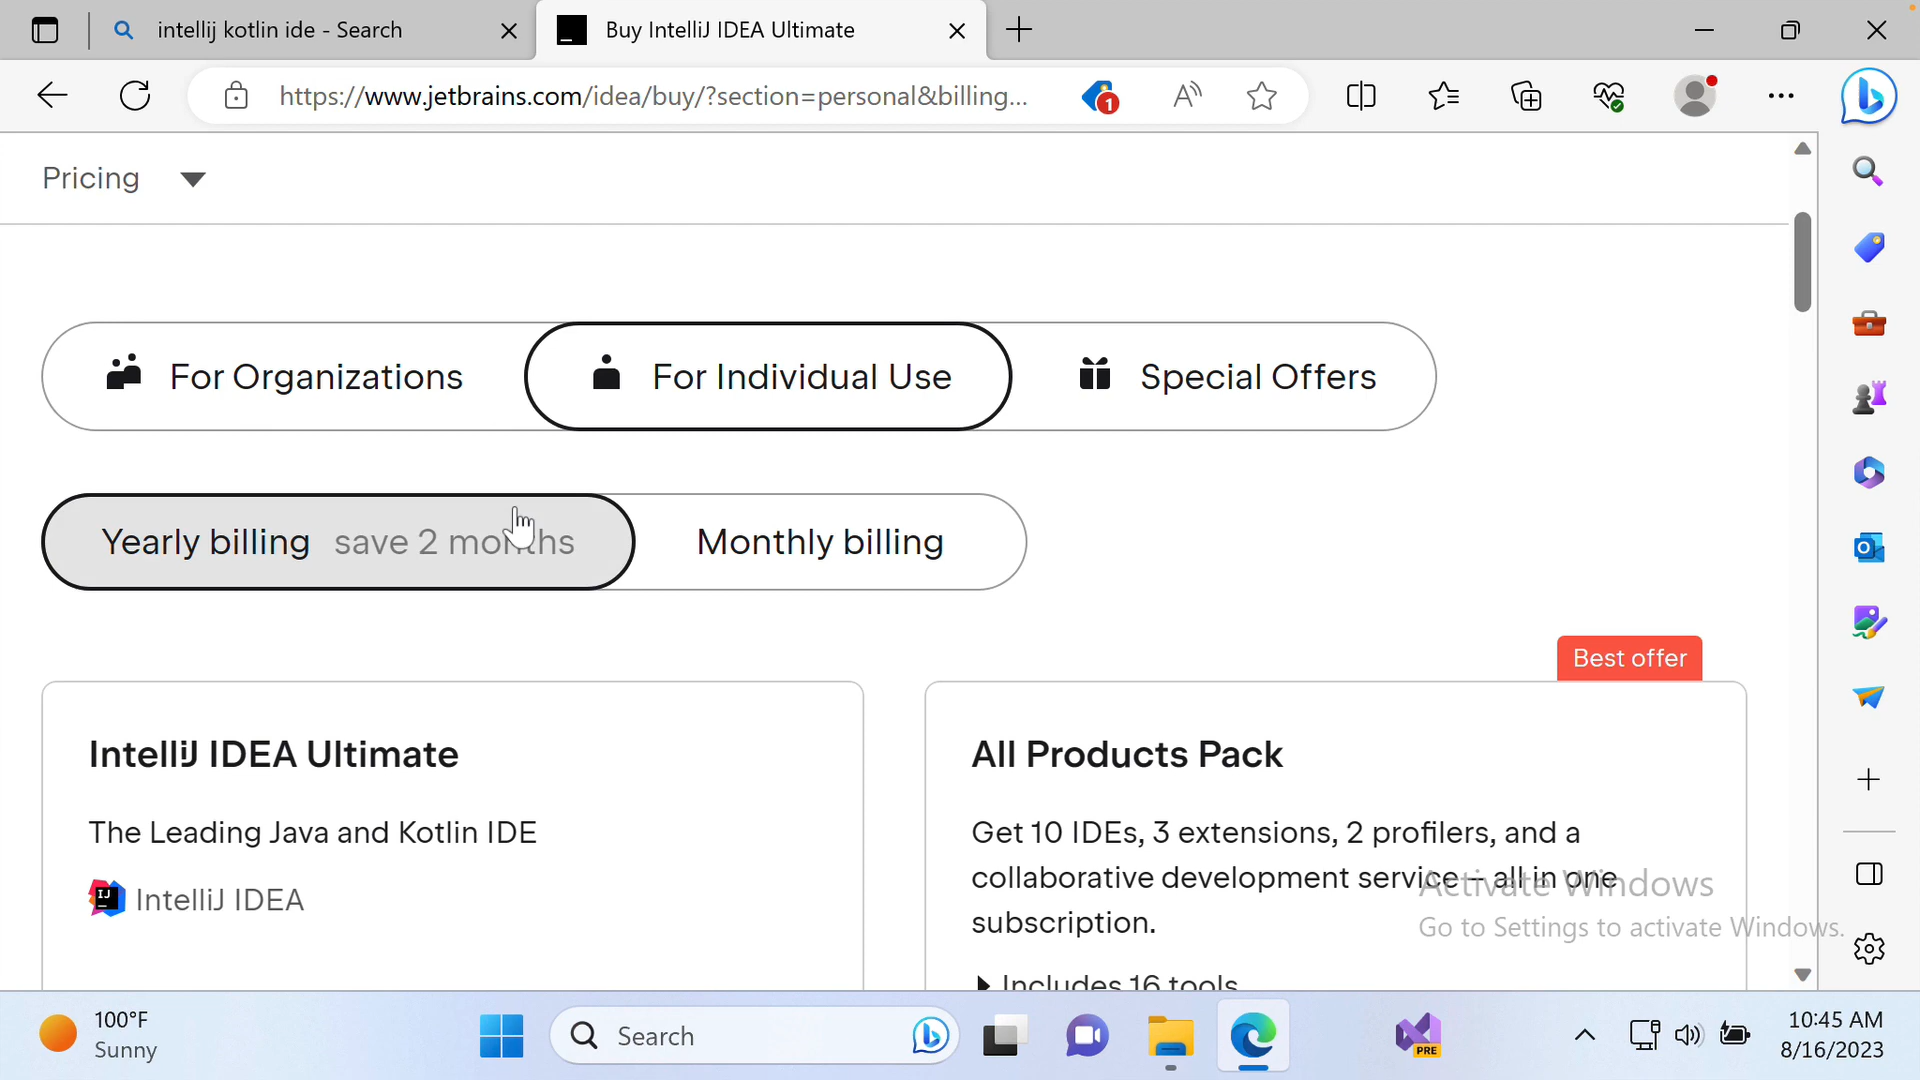 intellij kotlin ide - Search
Buy IntelliJ IDEA Ultimate
https://www.jetbrains.com/idea/buy/?section=personal&billing...
1
Pricing
For Organizations
For Individual Use
Special Offers
Yearly billing save 2 months
Monthly billing
Best offer
IntelliJ IDEA Ultimate
The Leading Java and Kotlin IDE
IJ IntelliJ IDEA
All Products Pack
Get 10 IDEs, 3 extensions, 2 profilers, and a
collaborative development service – all in one
subscription.
Includes 16 tools
Activate Windows
Go to Settings to activate Windows.
100°F
Sunny
Search
PRE
10:45 AM
8/16/2023